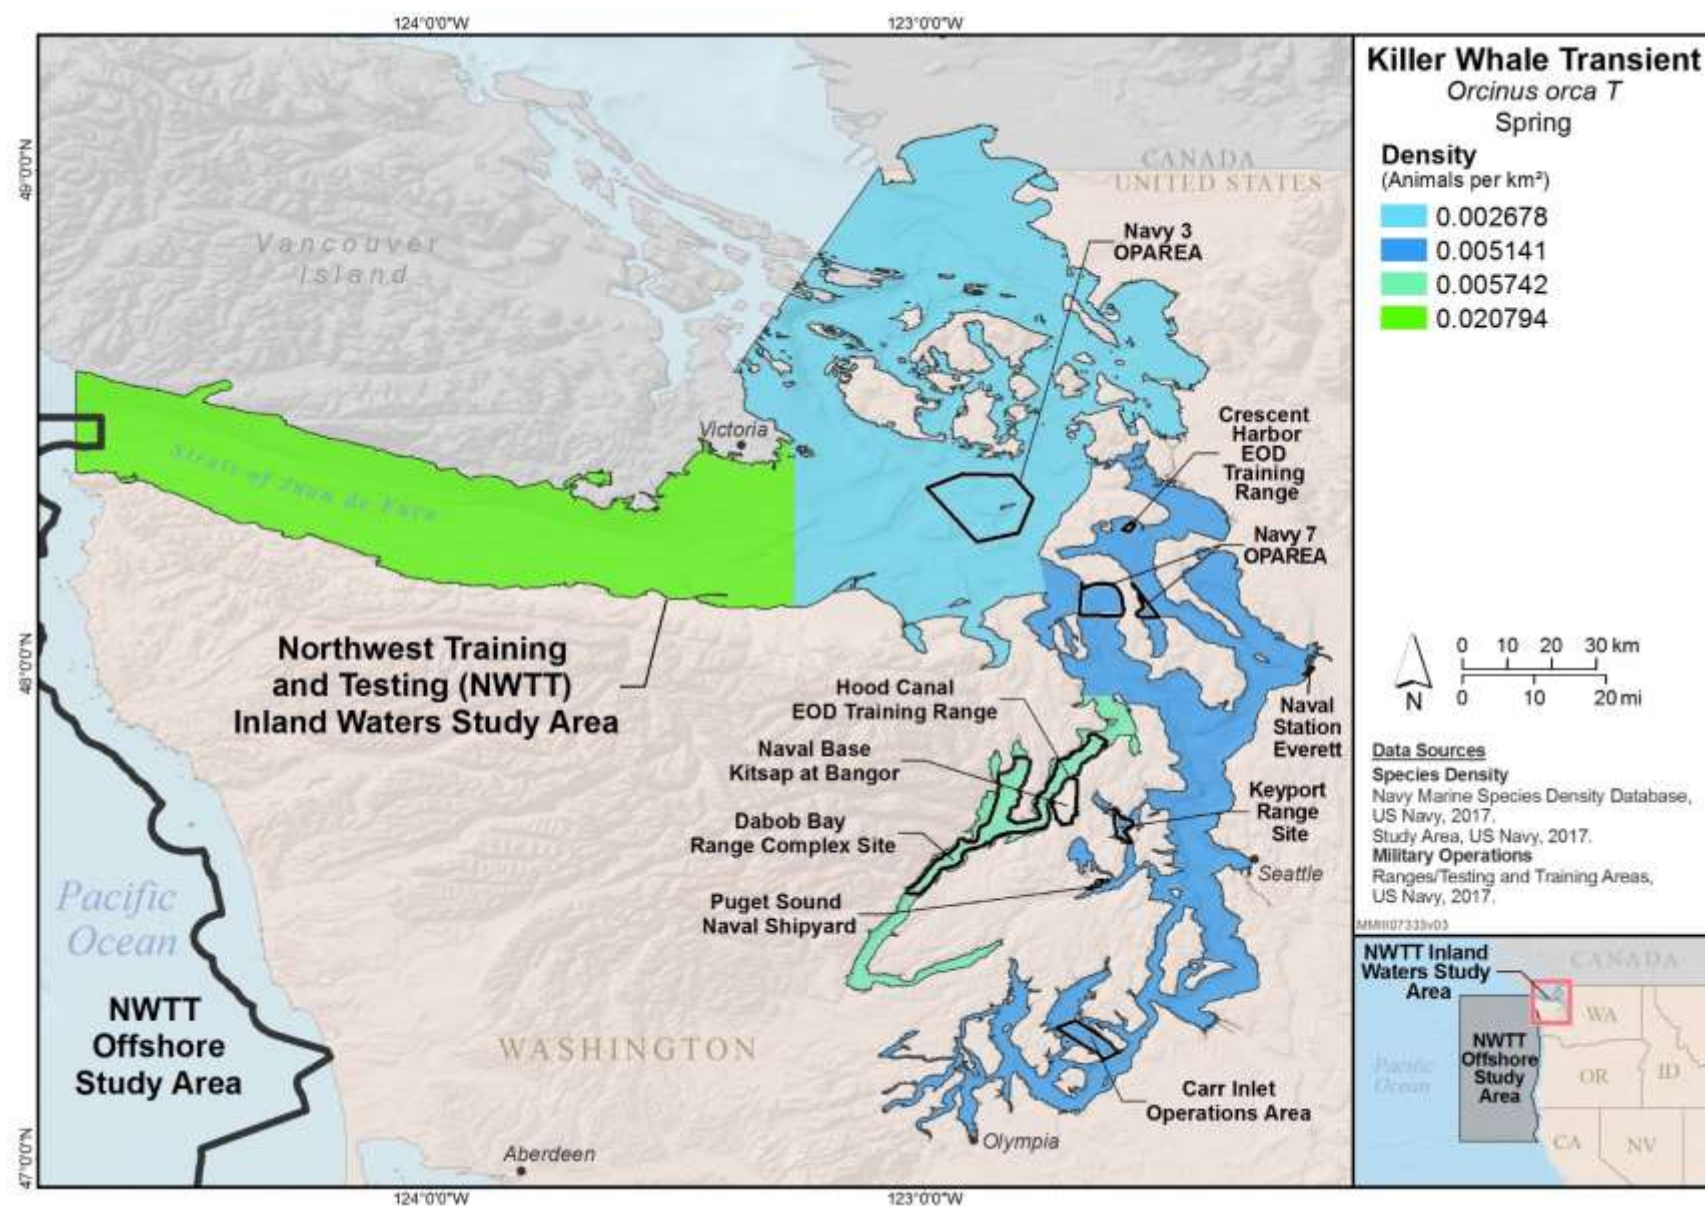 124°0'0"W
123°0'0"W
49°0'0"N
48°0'0"N
47°0'0"N
CANADA
UNITED STATES
Vancouver
Island
Navy 3
OPAREA
Victoria
Strait of Juan de Fuca
Crescent
Harbor
EOD
Training
Range
Navy 7
OPAREA
Northwest Training
and Testing (NWTT)
Inland Waters Study Area
Hood Canal
EOD Training Range
Naval
Station
Everett
Naval Base
Kitsap at Bangor
Keyport
Range
Site
Dabob Bay
Range Complex Site
Seattle
Puget Sound
Naval Shipyard
Pacific
Ocean
NWTT
Offshore
Study Area
WASHINGTON
Carr Inlet
Operations Area
Olympia
Aberdeen
124°0'0"W
123°0'0"W
Killer Whale Transient
Orcinus orca T
Spring
Density
(Animals per km²)
0.002678
0.005141
0.005742
0.020794
N
0 10 20 30 km
0 10 20 mi
Data Sources
Species Density
Navy Marine Species Density Database,
US Navy, 2017.
Study Area, US Navy, 2017.
Military Operations
Ranges/Testing and Training Areas,
US Navy, 2017.
NWTT Inland
Waters Study
Area
CANADA
WA
NWTT
Offshore
Study
Area
Pacific
Ocean
OR
ID
CA
NV